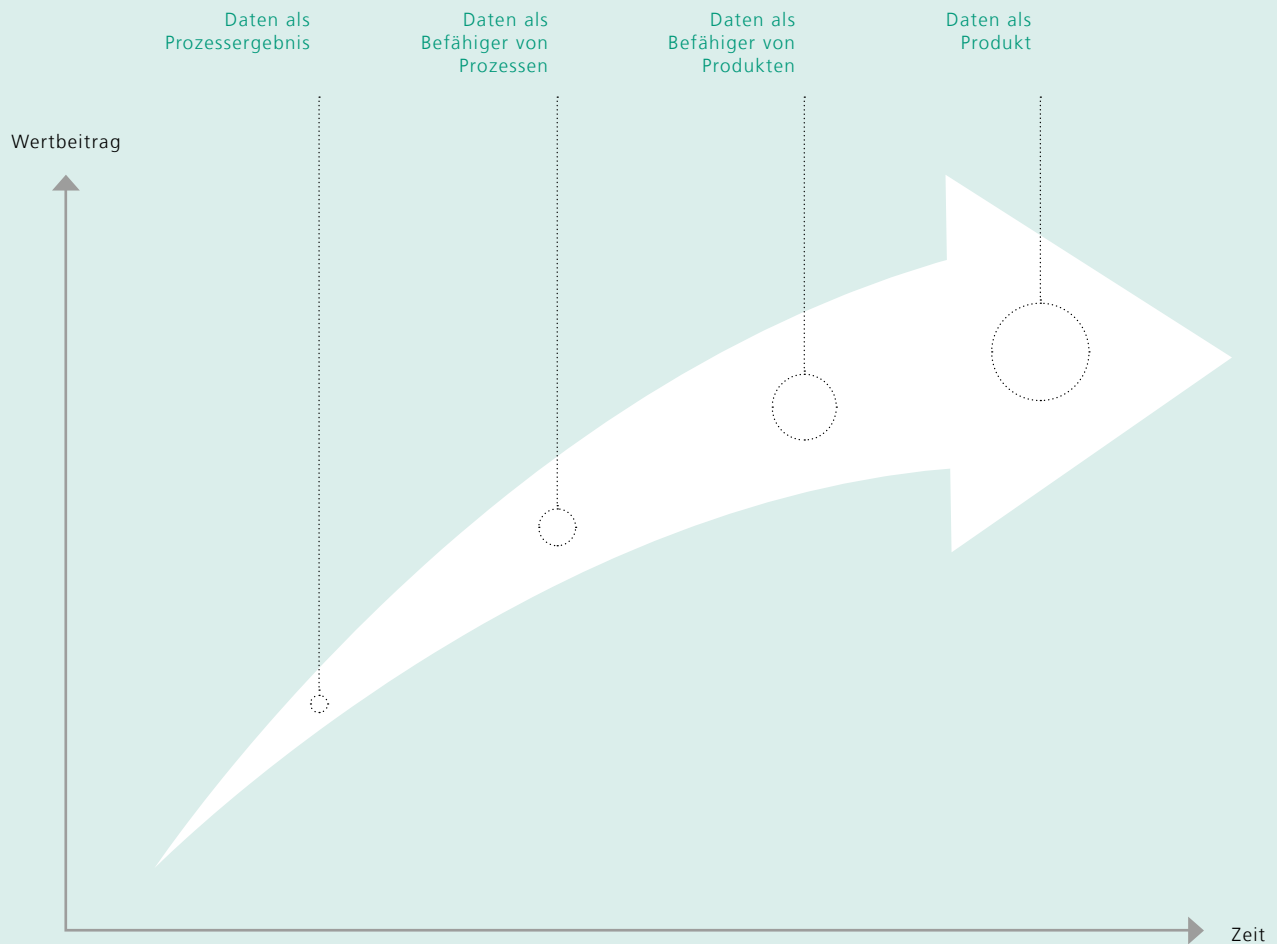 Daten als
Prozessergebnis
Daten als
Befähiger von
Prozessen
Daten als
Befähiger von
Produkten
Daten als
Produkt
Wertbeitrag
Zeit